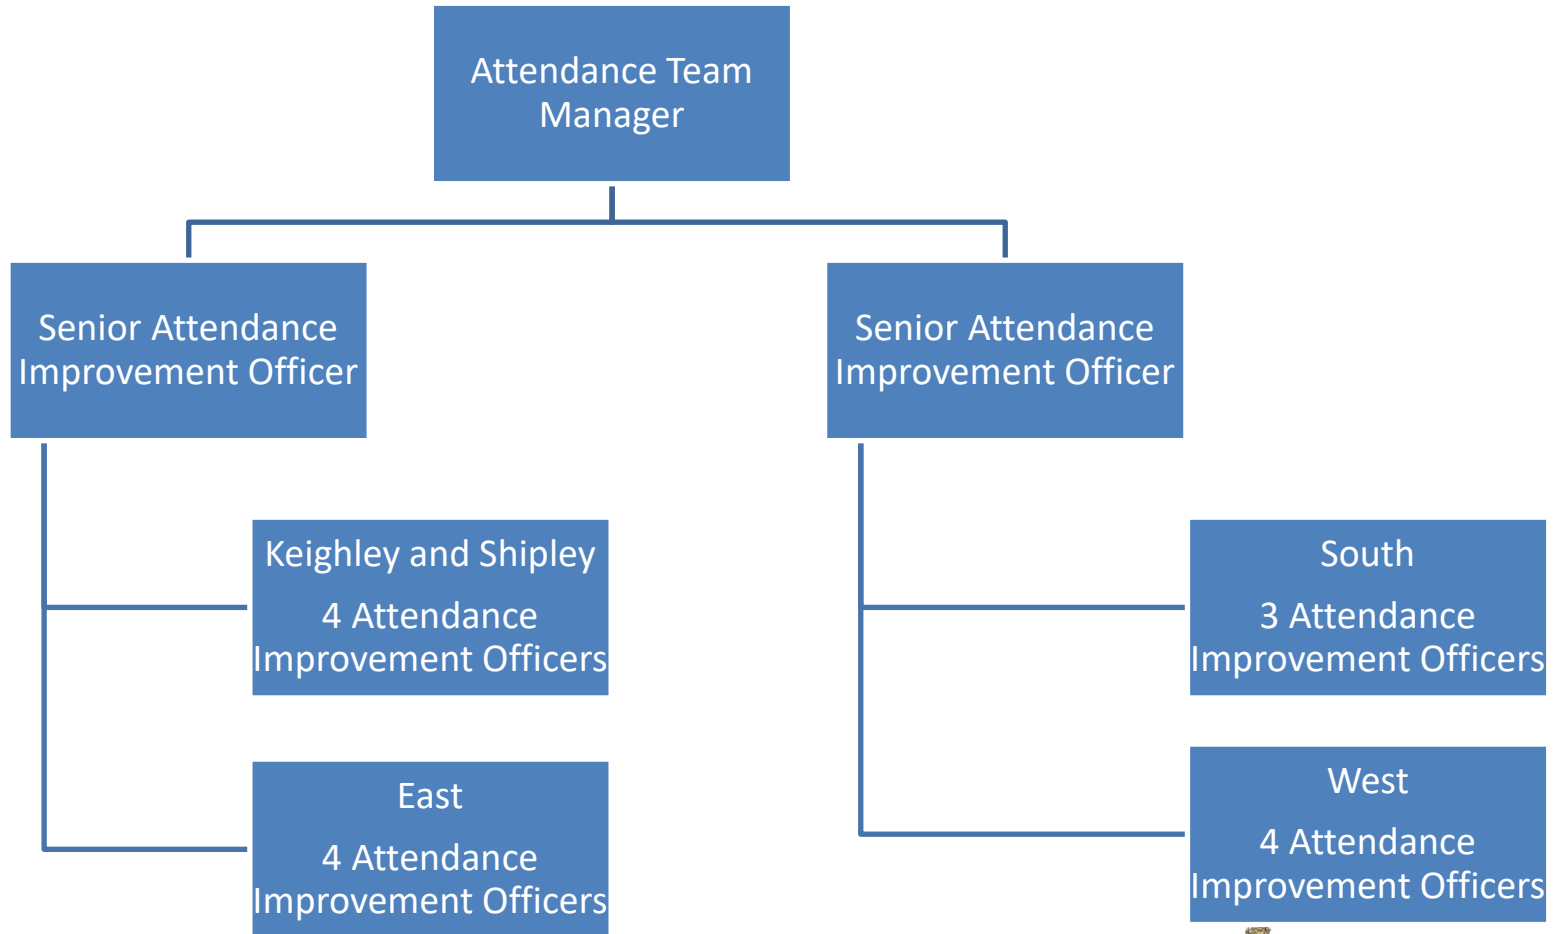 Attendance Team
Manager
Senior Attendance
Improvement Officer
Senior Attendance
Improvement Officer
Keighley and Shipley
4 Attendance
Improvement Officers
East
4 Attendance
Improvement Officers
South
3 Attendance
Improvement Officers
West
4 Attendance
Improvement Officers